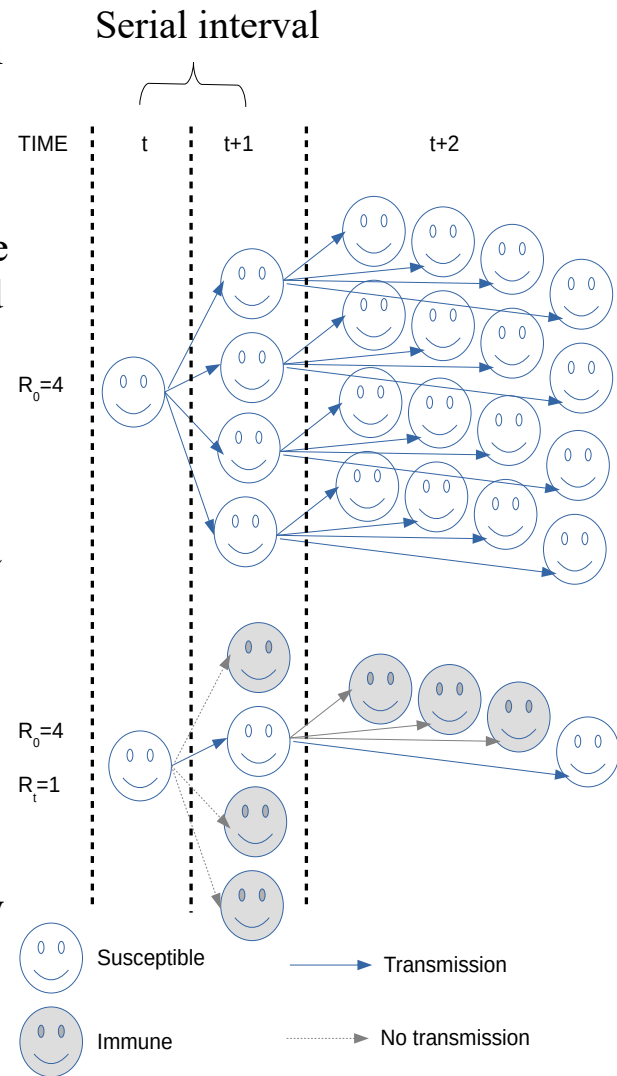 Serial interval
TIME t t+1 t+2
e
R₀=4
R₀=4
Rₜ=1
Susceptible Transmission
Immune No transmission